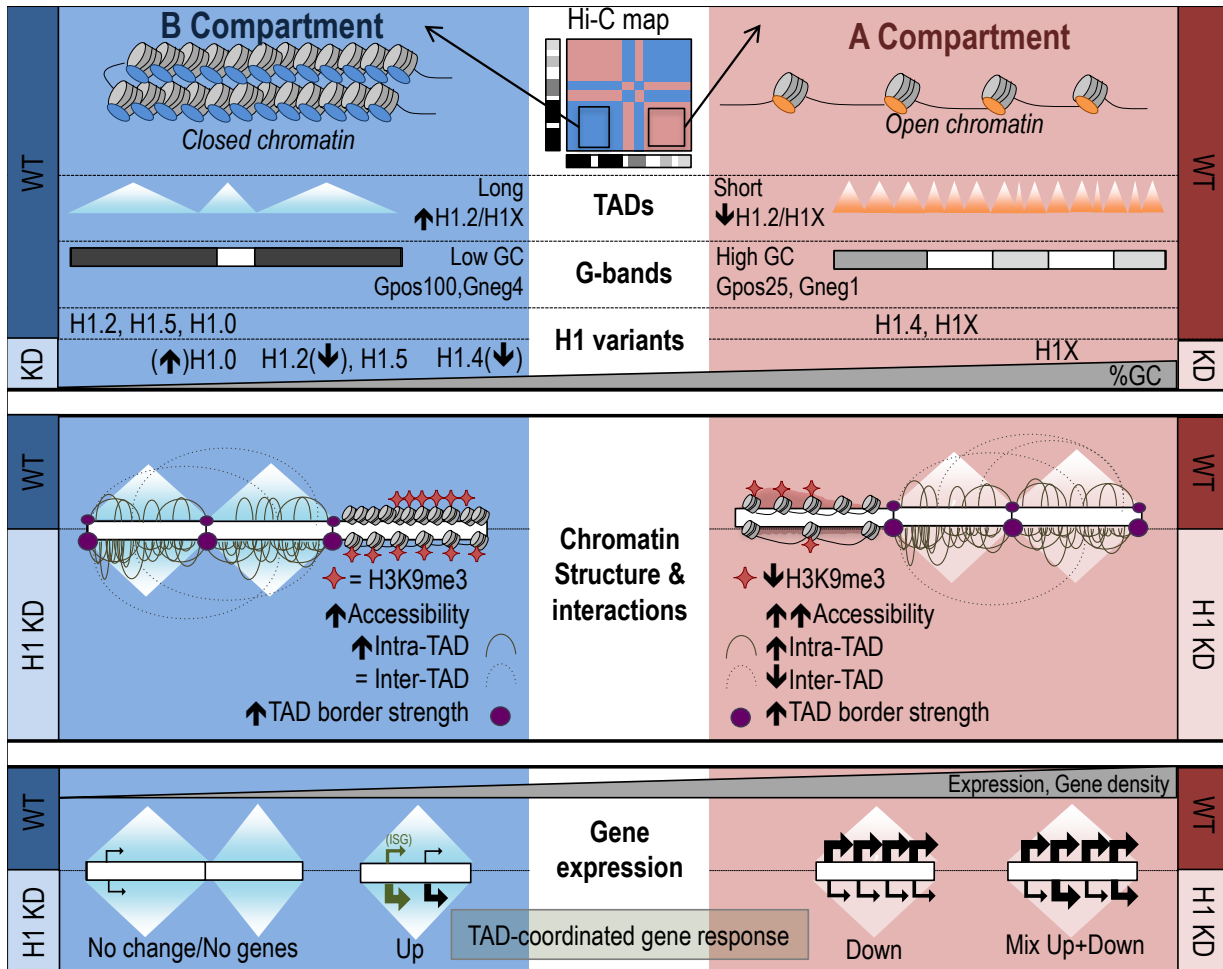 B Compartment
Hi-C map
A Compartment
Closed chromatin
Open chromatin
WT
WT
Long
↑H1.2/H1X
TADs
Short
↓H1.2/H1X
Low GC
Gpos100,Gneg4
G-bands
High GC
Gpos25, Gneg1
H1.2, H1.5, H1.0
H1 variants
H1.4, H1X
KD
(↑)H1.0 H1.2(↓), H1.5 H1.4(↓)
H1X
KD
%GC
WT
WT
H1 KD
H1 KD
Chromatin
Structure &
interactions
= H3K9me3
↑Accessibility
↑Intra-TAD
= Inter-TAD
↑TAD border strength
↓H3K9me3
↑↑Accessibility
↑Intra-TAD
↓Inter-TAD
↑TAD border strength
WT
WT
Expression, Gene density
(ISG)
Gene
expression
H1 KD
H1 KD
No change/No genes
Up
TAD-coordinated gene response
Down
Mix Up+Down